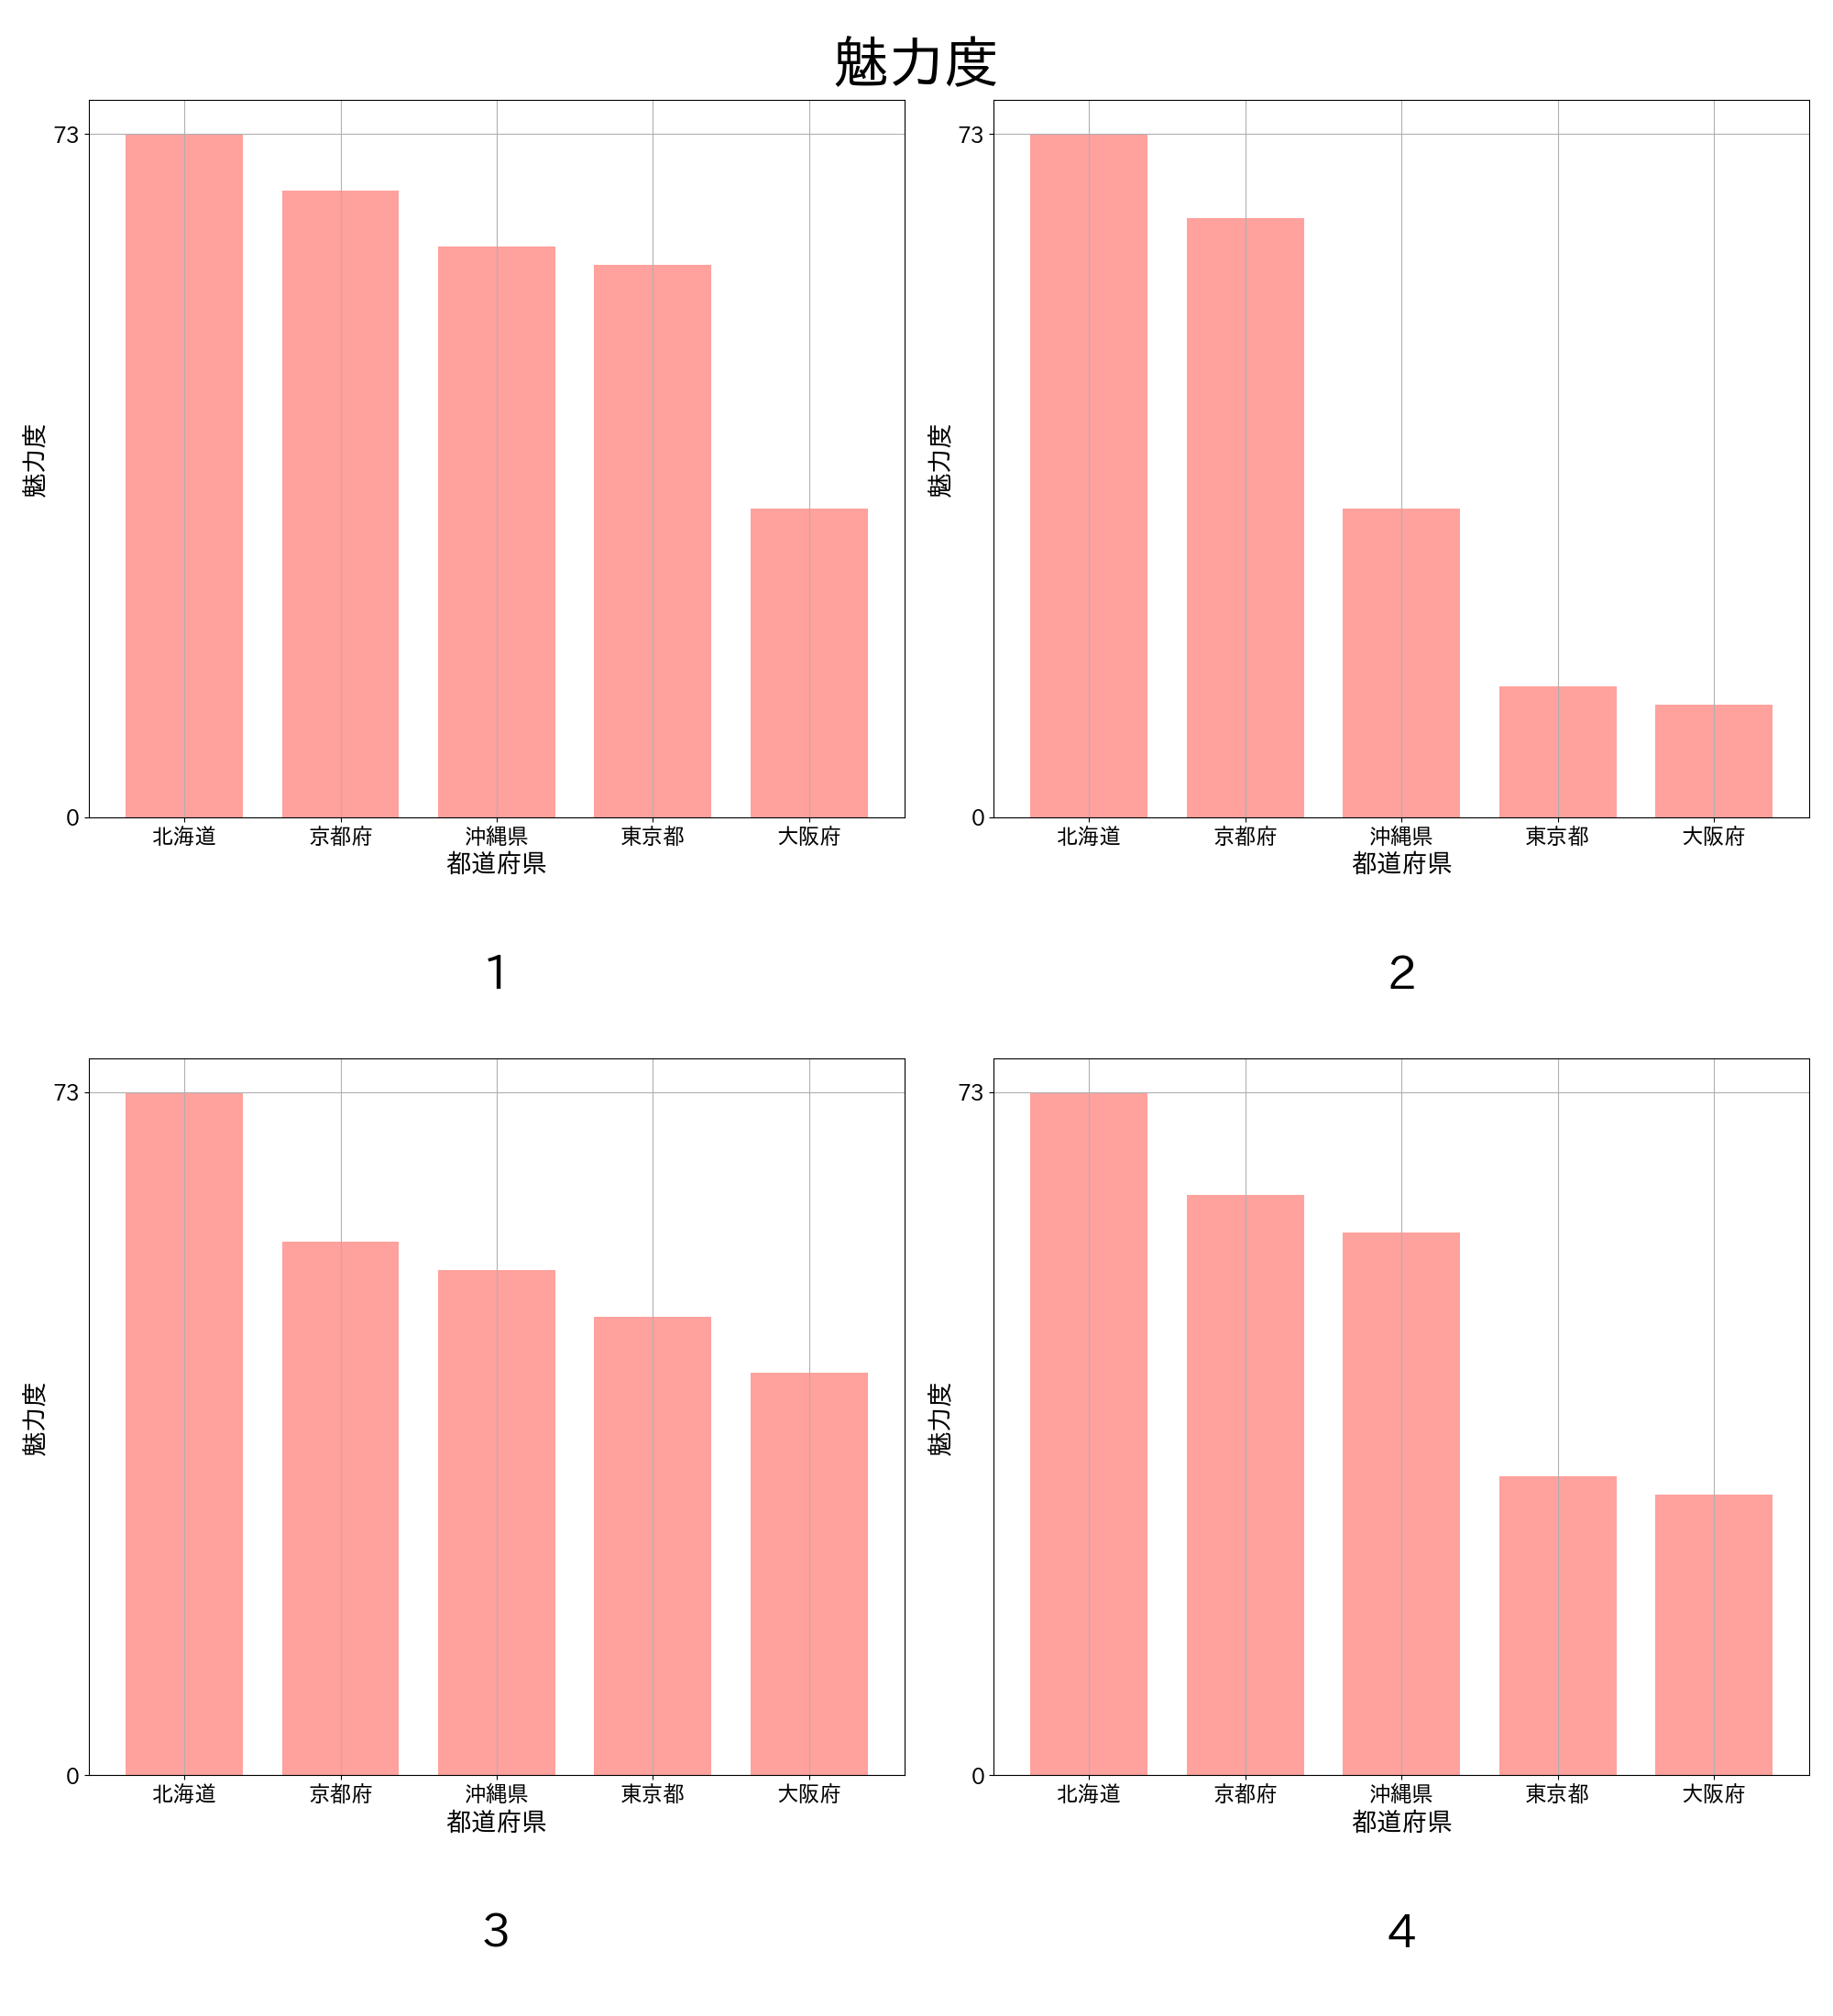 魅力度
73
0
魅力度
北海道 京都府 沖縄県 東京都 大阪府
都道府県
1
73
0
魅力度
北海道 京都府 沖縄県 東京都 大阪府
都道府県
2
73
0
魅力度
北海道 京都府 沖縄県 東京都 大阪府
都道府県
3
73
0
魅力度
北海道 京都府 沖縄県 東京都 大阪府
都道府県
4